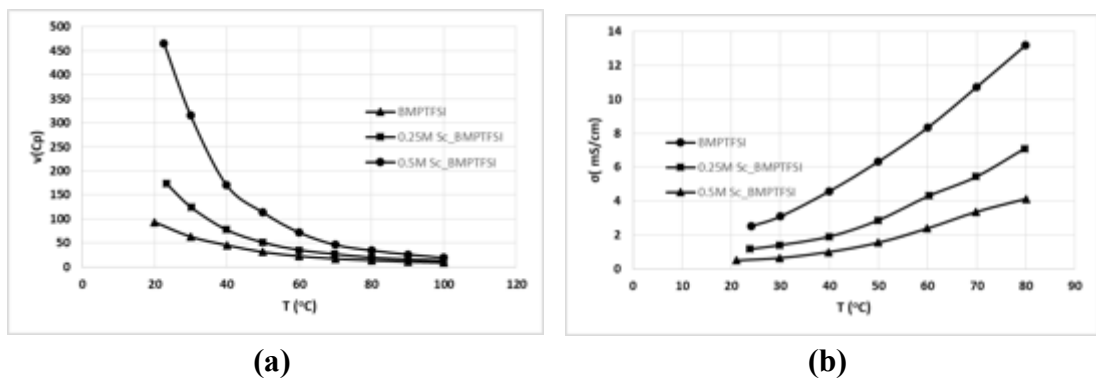 500
450
400
350
300
250
200
150
100
50
0
v(Cp)
0 20 40 60 80 100 120
T (°C)
BMPTFSI
0.25M Sc_BMPTFSI
0.5M Sc_BMPTFSI
(a)
14
12
10
8
6
4
2
0
σ( mS/cm)
0 10 20 30 40 50 60 70 80 90
T (°C)
BMPTFSI
0.25M Sc_BMPTFSI
0.5M Sc_BMPTFSI
(b)